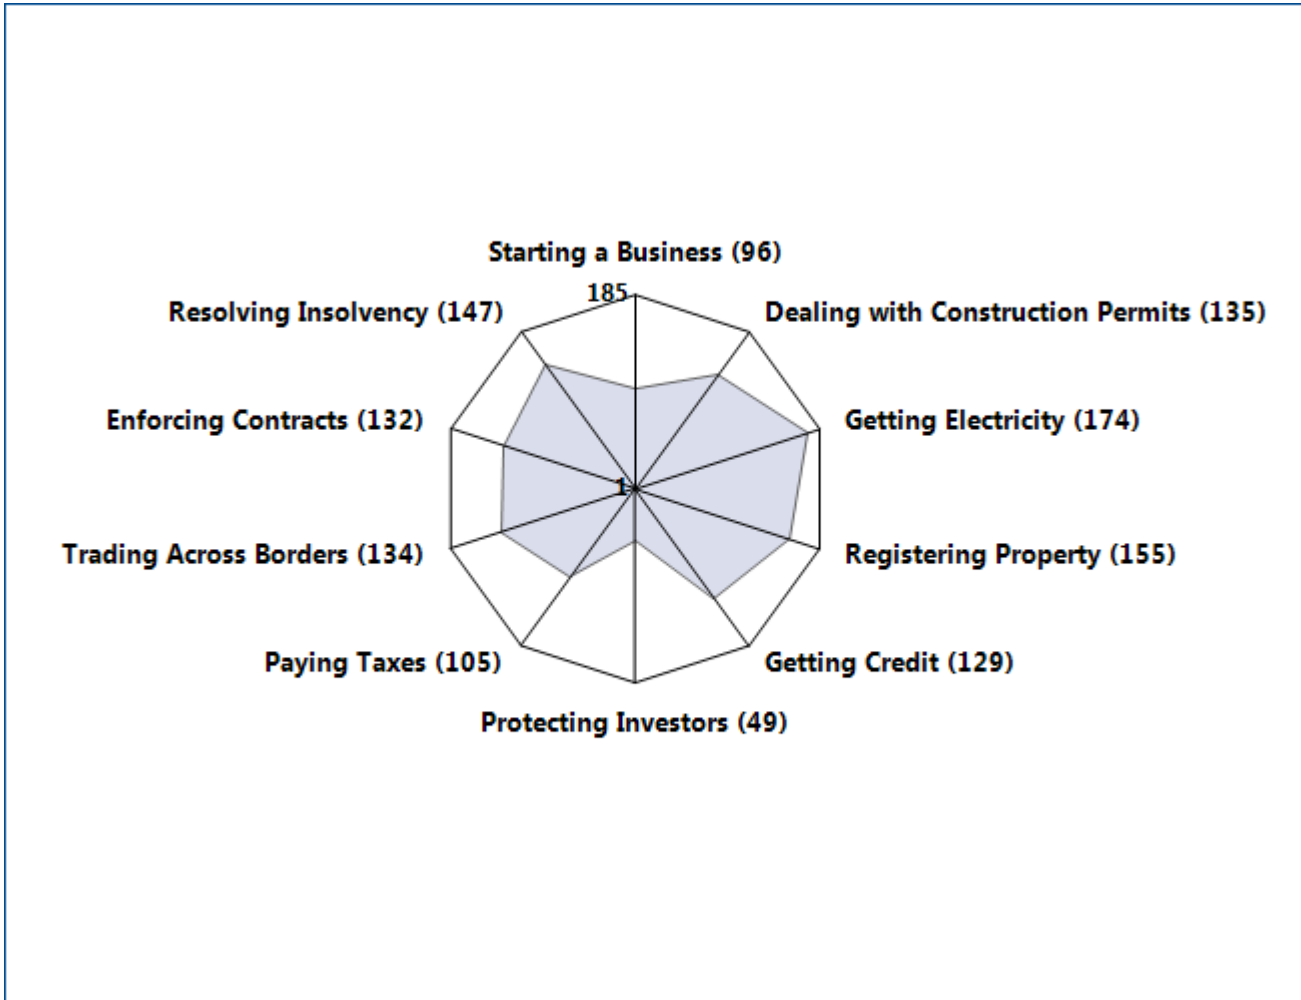 Starting a Business (96)
185
Resolving Insolvency (147)
Dealing with Construction Permits (135)
Enforcing Contracts (132)
Getting Electricity (174)
1
Trading Across Borders (134)
Registering Property (155)
Paying Taxes (105)
Getting Credit (129)
Protecting Investors (49)